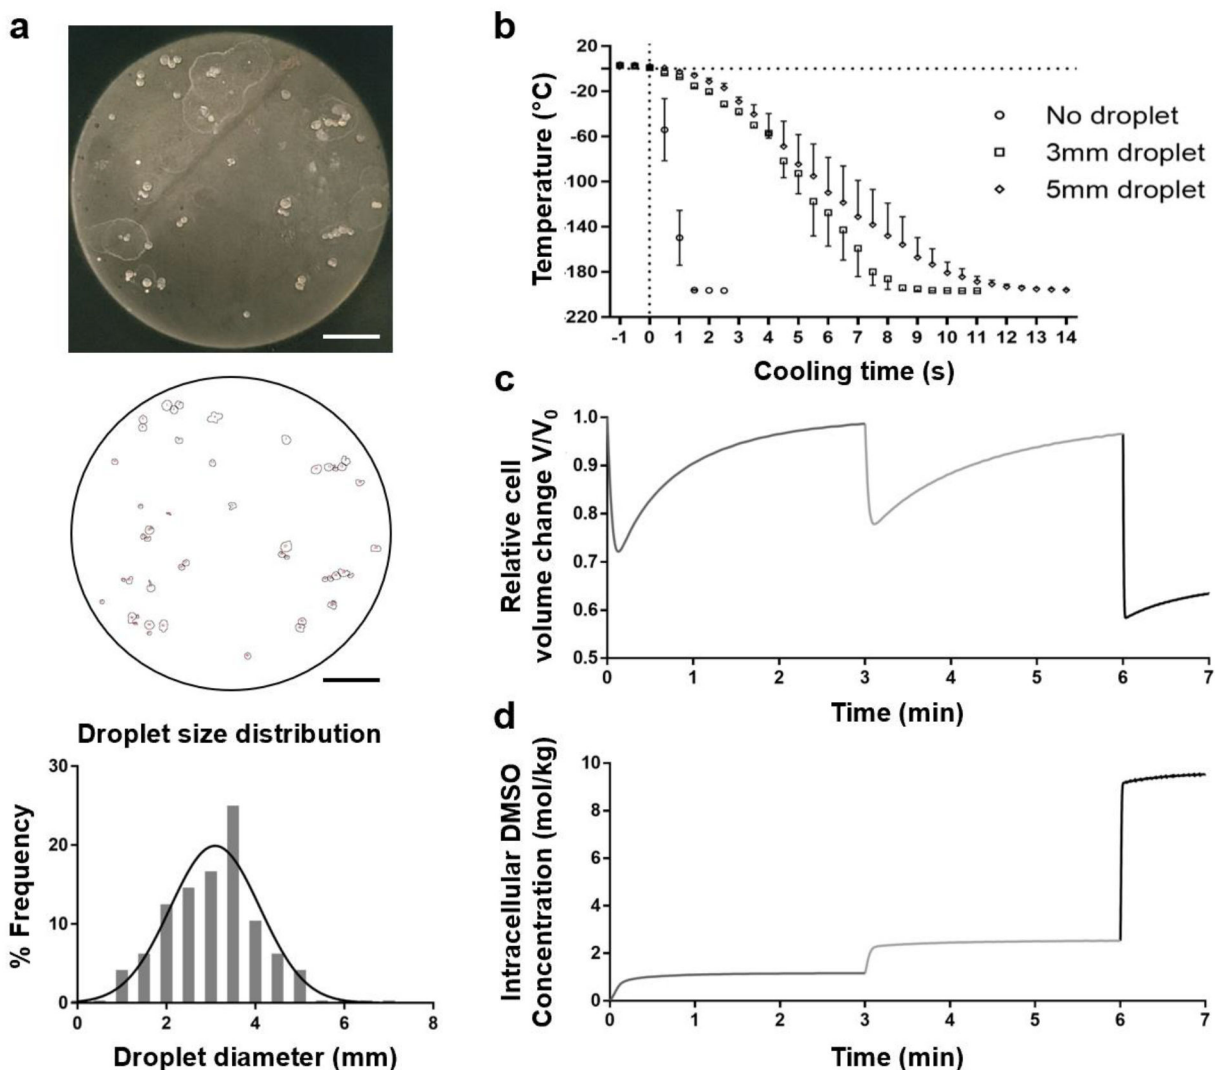 a
Droplet size distribution
% Frequency
30
20
10
0
0 2 4 6 8
Droplet diameter (mm)
b
Temperature (°C)
20
-20
-60
100
140
180
220
-1 0 1 2 3 4 5 6 7 8 9 10 11 12 13 14
Cooling time (s)
No droplet
3mm droplet
5mm droplet
c
Relative cell
volume change V/V0
1.0
0.9
0.8
0.7
0.6
0.5
0 1 2 3 4 5 6 7
Time (min)
d
Intracellular DMSO
Concentration (mol/kg)
10
8
6
4
2
0
0 1 2 3 4 5 6 7
Time (min)